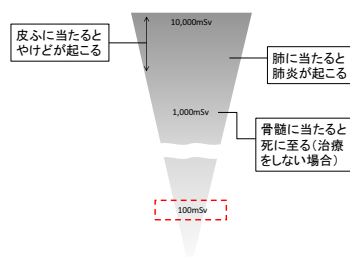 10,000mSv
皮ふに当たると
やけどが起こる
肺に当たると
肺炎が起こる
1,000mSv
骨髄に当たると
死に至る（治療
をしない場合）
100mSv